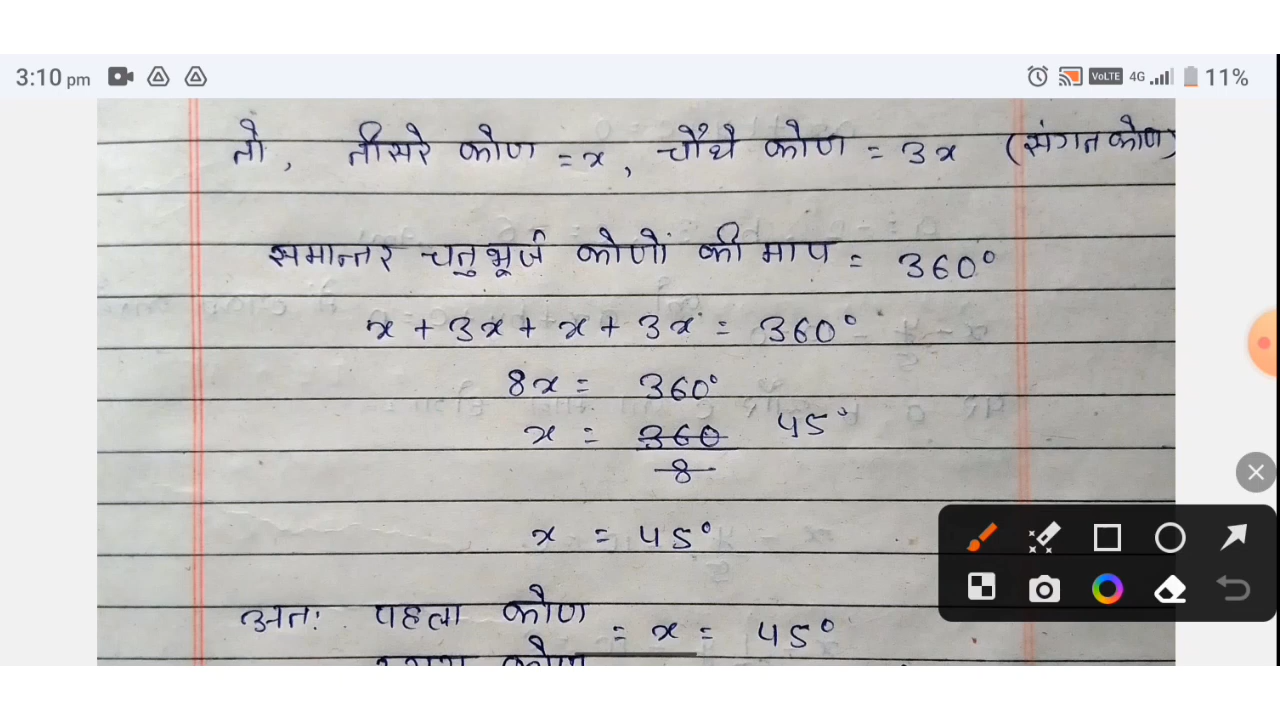 3:10 pm VoLTE 4G 11%
तो, तीसरे कोण = x, चौथे कोण = 3x (संगत कोण)
समान्तर चतुर्भूज कोणों की माप = 360°
x + 3x + x + 3x = 360°
8x = 360°
x = 360 45°
8
x = 45°
अतः पहला कोण = x = 45°
कोण